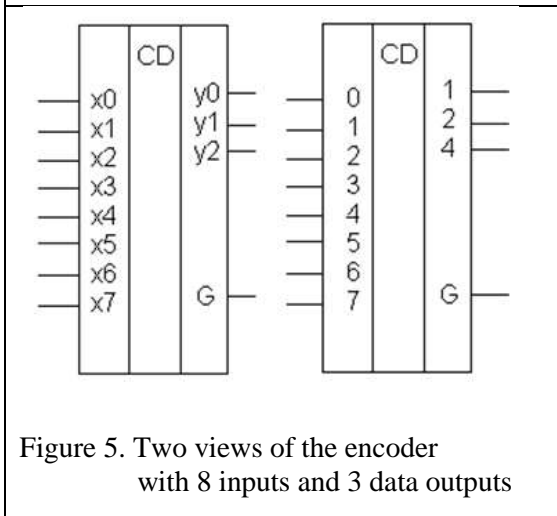 CD
x0
x1
x2
x3
x4
x5
x6
x7
y0
y1
y2
G
CD
0
1
2
3
4
5
6
7
1
2
4
G
Figure 5. Two views of the encoder
with 8 inputs and 3 data outputs